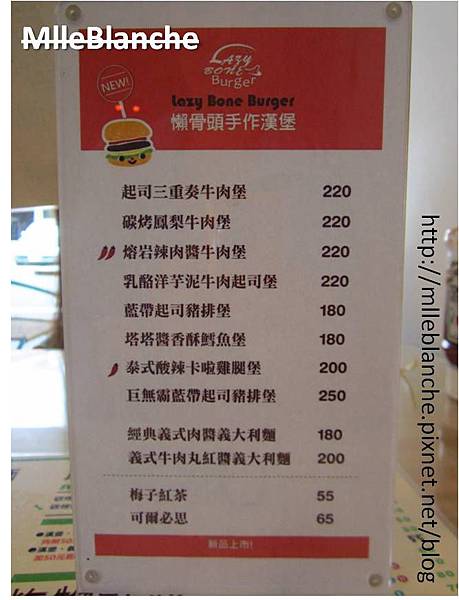 MlleBlanche
NEW!
LAZY
BONE
Burger
Lazy Bone Burger
懶骨頭手作漢堡
起司三重奏牛肉堡 220
碳烤鳳梨牛肉堡 220
熔岩辣肉醬牛肉堡 220
乳酪洋芋泥牛肉起司堡 220
藍帶起司豬排堡 180
塔塔醬香酥鱈魚堡 180
泰式酸辣卡啦雞腿堡 200
巨無霸藍帶起司豬排堡 250
經典義式肉醬義大利麵 180
義式牛肉丸紅醬義大利麵 200
梅子紅茶 55
可爾必思 65
新品上市!
http://mlleblanche.pixnet.net/blog